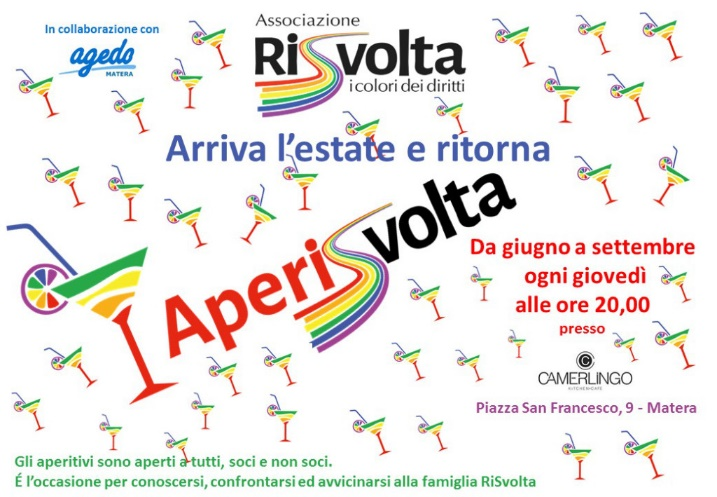 In collaborazione con
agedo
MATERA
Associazione
RiSvolta
i colori dei diritti
Arriva l'estate e ritorna
AperiSvolta
Da giugno a settembre
ogni giovedì
alle ore 20,00
presso
C
CAMERLINGO
Piazza San Francesco, 9 - Matera
Gli aperitivi sono aperti a tutti, soci e non soci.
É l'occasione per conoscersi, confrontarsi ed avvicinarsi alla famiglia RiSvolta